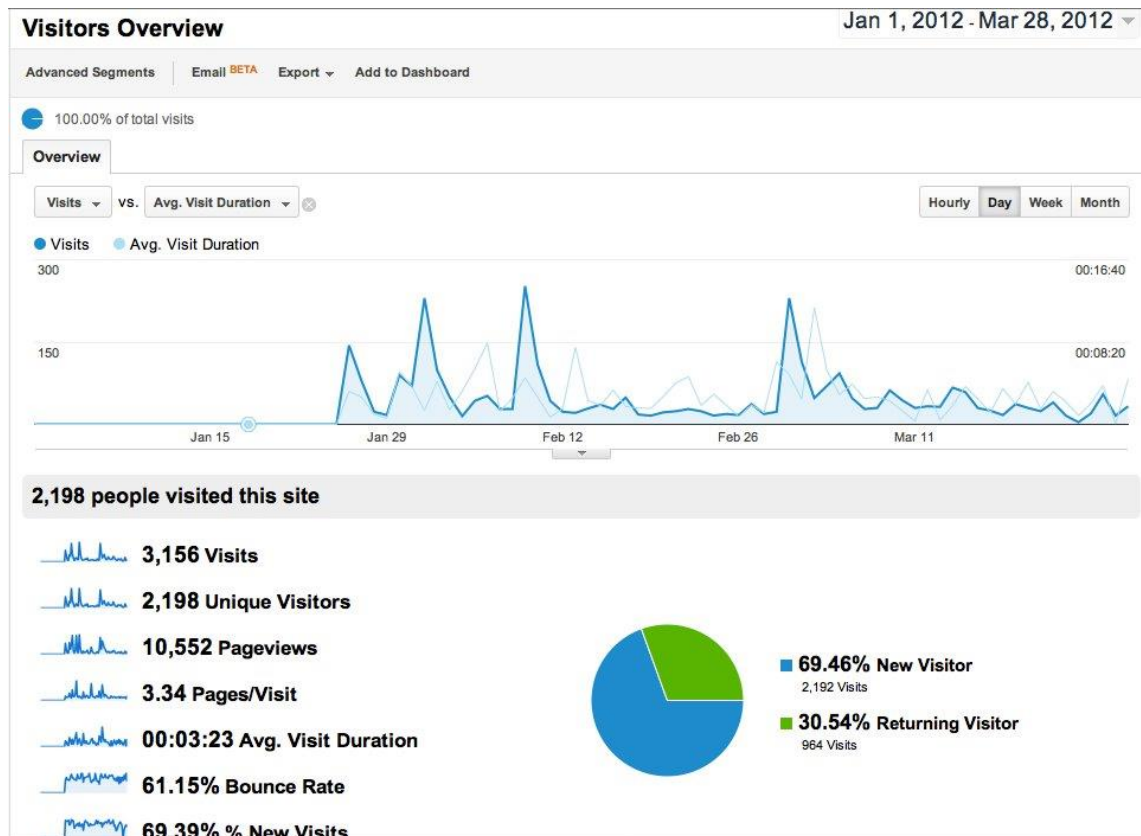 Visitors Overview
Jan 1, 2012 - Mar 28, 2012
Advanced Segments Email BETA Export Add to Dashboard
100.00% of total visits
Overview
Visits vs. Avg. Visit Duration
Hourly Day Week Month
Visits Avg. Visit Duration
300 00:16:40
150 00:08:20
Jan 15 Jan 29 Feb 12 Feb 26 Mar 11
2,198 people visited this site
3,156 Visits
2,198 Unique Visitors
10,552 Pageviews
3.34 Pages/Visit
00:03:23 Avg. Visit Duration
61.15% Bounce Rate
69.39% % New Visits
69.46% New Visitor
2,192 Visits
30.54% Returning Visitor
964 Visits